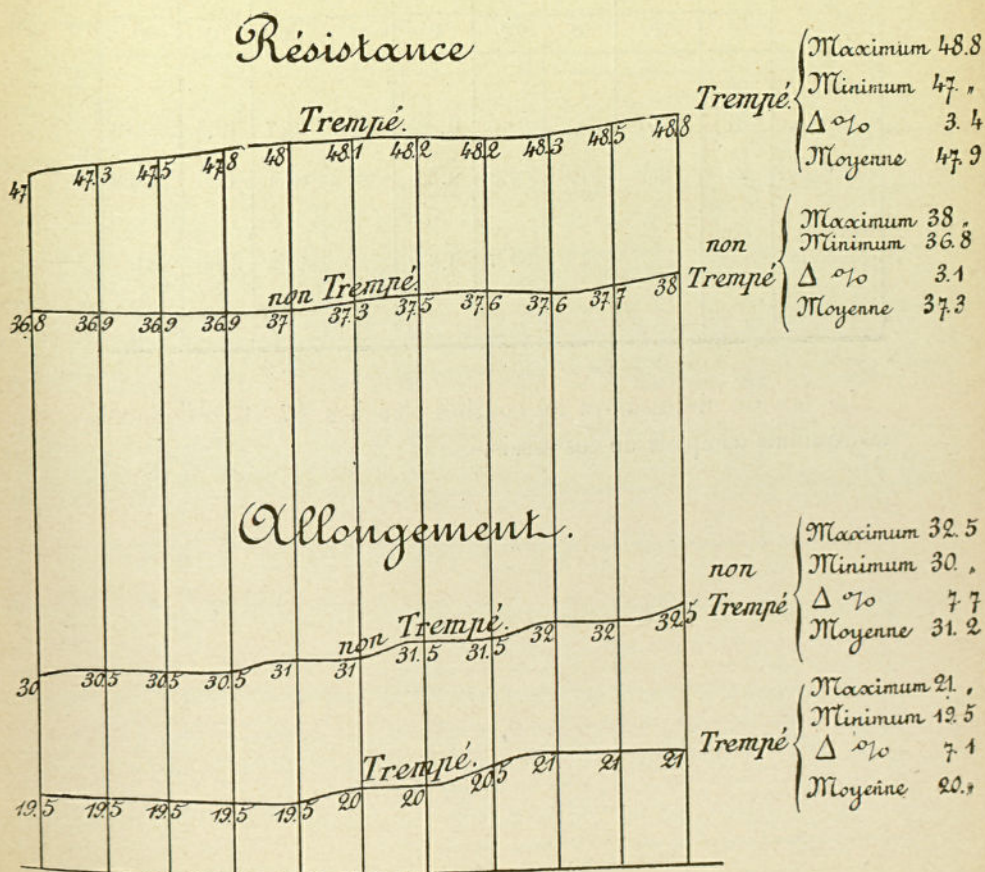 Résistance
Trempé.
47 47.3 47.5 47.8 48 48.1 48.2 48.2 48.3 48.5 48.8
Trempé.
Maximum 48.8
Minimum 47. „
Δ % 3.4
Moyenne 47.9
non Trempé.
36.8 36.9 36.9 36.9 37 37.3 37.5 37.6 37.6 37.7 38
non
Trempé
Maximum 38 „
Minimum 36.8
Δ % 3.1
Moyenne 37.3
Allongement.
non Trempé.
30 30.5 30.5 30.5 31 31 31.5 31.5 32 32 32.5
non
Trempé
Maximum 32.5
Minimum 30. „
Δ % 7.7
Moyenne 31.2
Trempé.
19.5 19.5 19.5 19.5 19.5 20 20 20.5 21 21 21
Trempé
Maximum 21. „
Minimum 19.5
Δ % 7.1
Moyenne 20. „